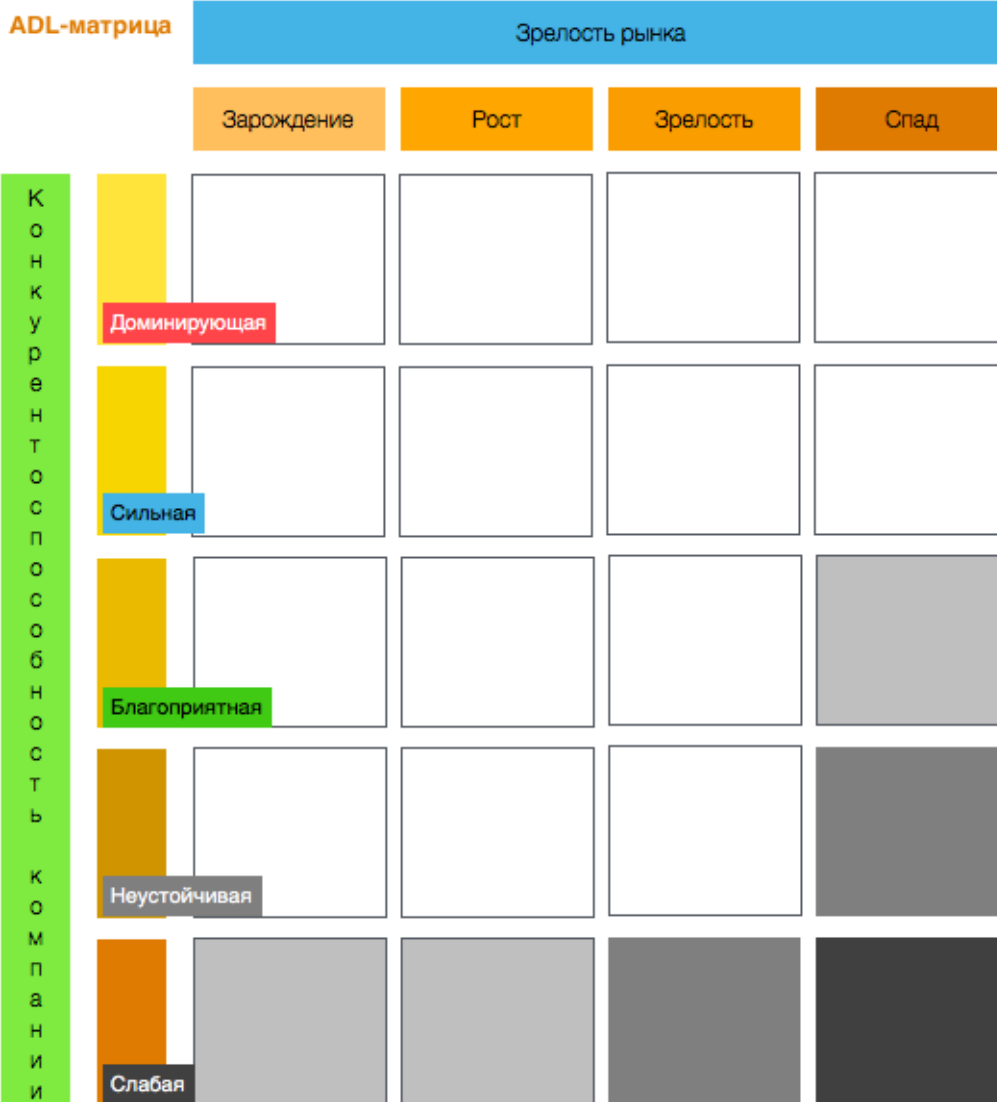 ADL-матрица
Зрелость рынка
Зарождение
Рост
Зрелость
Спад
Конкурентоспособность компании
Доминирующая
Сильная
Благоприятная
Неустойчивая
Слабая